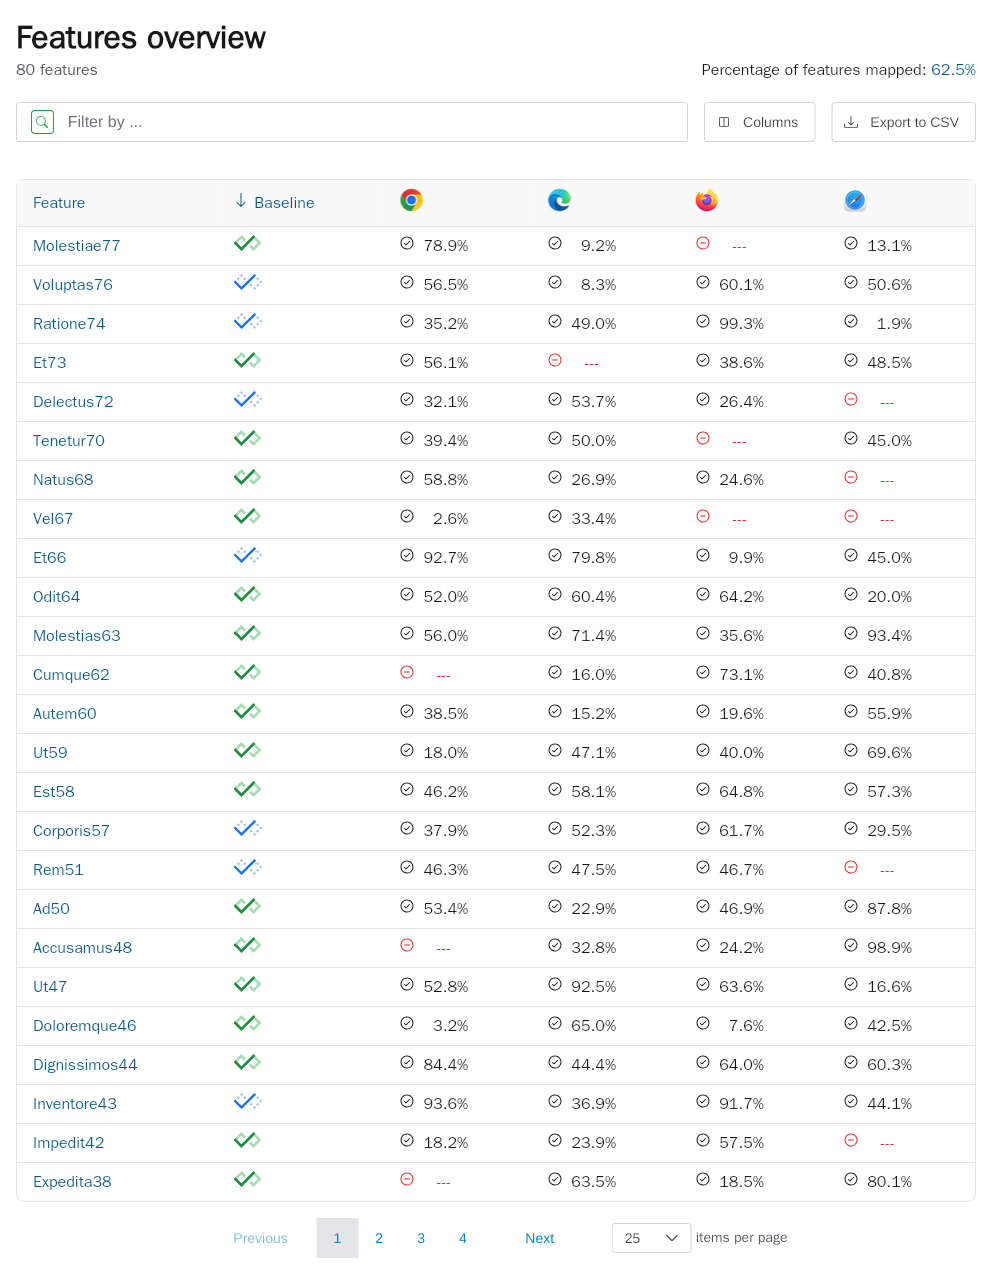 Features overview
80 features
Percentage of features mapped: 62.5%
Filter by ...
Columns
Export to CSV
Feature Baseline
Molestiae77 78.9% 9.2% --- 13.1%
Voluptas76 56.5% 8.3% 60.1% 50.6%
Ratione74 35.2% 49.0% 99.3% 1.9%
Et73 56.1% --- 38.6% 48.5%
Delectus72 32.1% 53.7% 26.4% ---
Tenetur70 39.4% 50.0% --- 45.0%
Natus68 58.8% 26.9% 24.6% ---
Vel67 2.6% 33.4% --- ---
Et66 92.7% 79.8% 9.9% 45.0%
Odit64 52.0% 60.4% 64.2% 20.0%
Molestias63 56.0% 71.4% 35.6% 93.4%
Cumque62 --- 16.0% 73.1% 40.8%
Autem60 38.5% 15.2% 19.6% 55.9%
Ut59 18.0% 47.1% 40.0% 69.6%
Est58 46.2% 58.1% 64.8% 57.3%
Corporis57 37.9% 52.3% 61.7% 29.5%
Rem51 46.3% 47.5% 46.7% ---
Ad50 53.4% 22.9% 46.9% 87.8%
Accusamus48 --- 32.8% 24.2% 98.9%
Ut47 52.8% 92.5% 63.6% 16.6%
Doloremque46 3.2% 65.0% 7.6% 42.5%
Dignissimos44 84.4% 44.4% 64.0% 60.3%
Inventore43 93.6% 36.9% 91.7% 44.1%
Impedit42 18.2% 23.9% 57.5% ---
Expedita38 --- 63.5% 18.5% 80.1%
Previous 1 2 3 4 Next 25 items per page